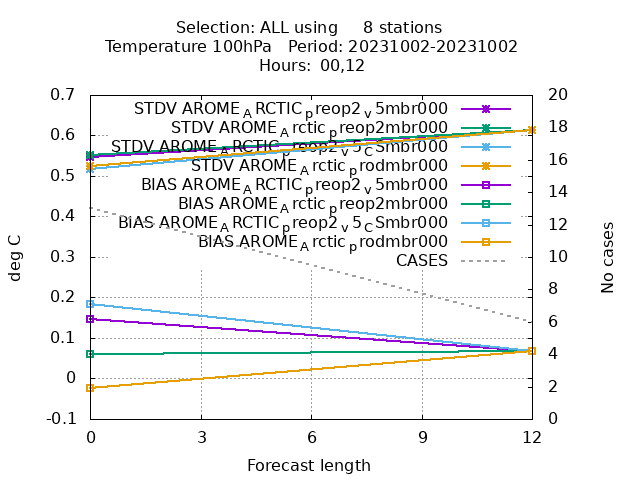 Selection: ALL using     8 stations
Temperature 100hPa   Period: 20231002-20231002
Hours: 00,12
STDV AROME_ARCTIC_preop2_v5mbr000
STDV AROME_Arctic_preop2mbr000
STDV AROME_ARCTIC_preop2_v5_CSmbr000
STDV AROME_Arctic_prodmbr000
BIAS AROME_ARCTIC_preop2_v5mbr000
BIAS AROME_Arctic_preop2mbr000
BIAS AROME_ARCTIC_preop2_v5_CSmbr000
BIAS AROME_Arctic_prodmbr000
CASES
deg C
0.7
0.6
0.5
0.4
0.3
0.2
0.1
0
-0.1
20
18
16
14
12
10
8
6
4
2
0
No cases
0 3 6 9 12
Forecast length